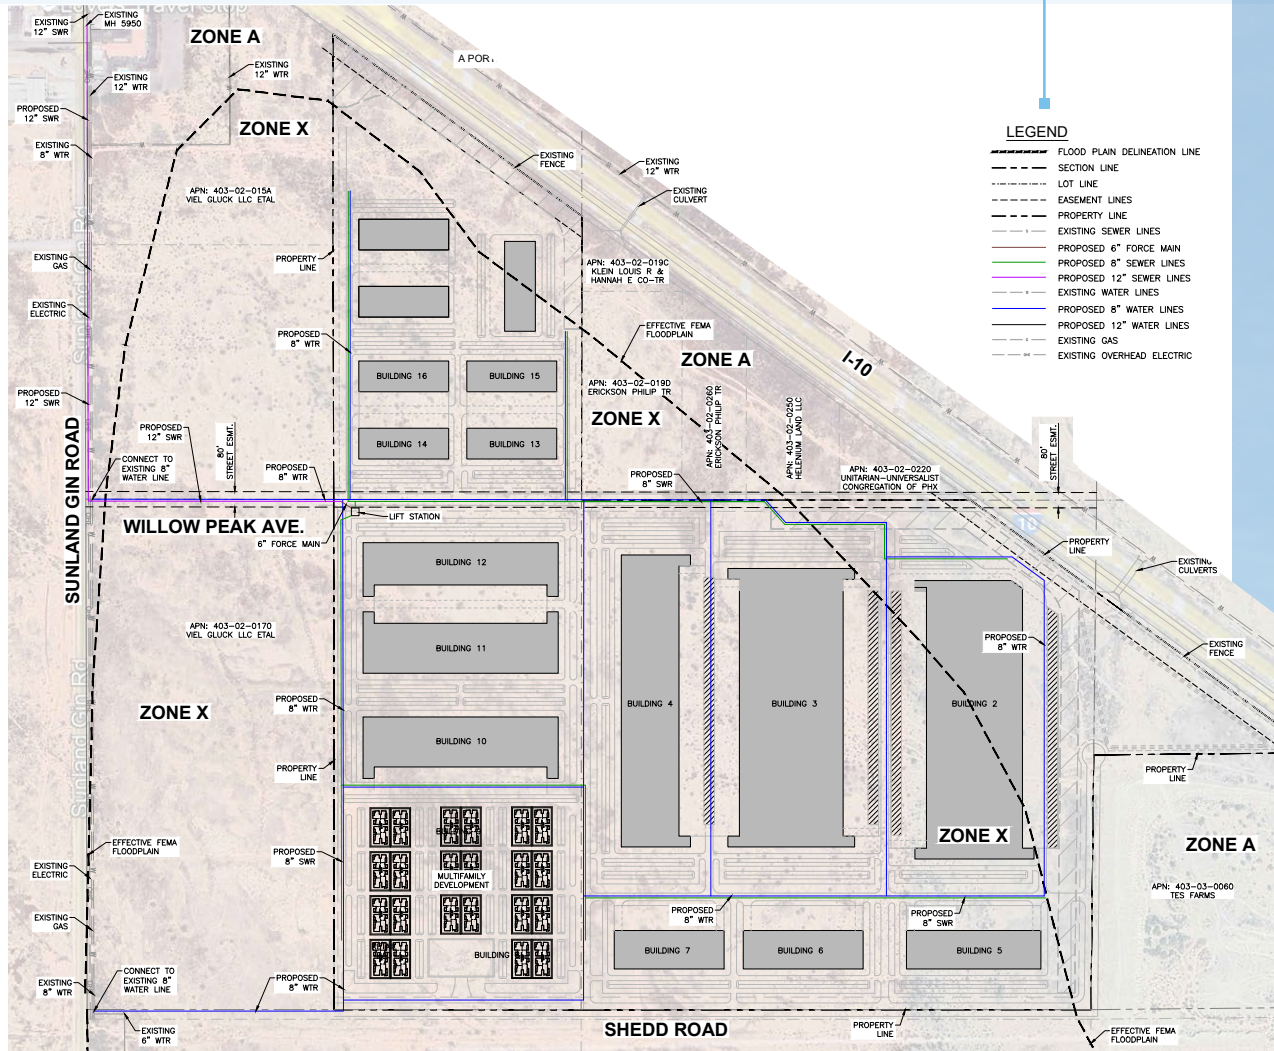 Love's Travel Stop
EXISTING
12" SWR
EXISTING
MH 5950
ZONE A
A POR
EXISTING
12" WTR
EXISTING
12" WTR
PROPOSED
12" SWR
ZONE X
EXISTING
8" WTR
EXISTING
FENCE
EXISTING
12" WTR
EXISTING
CULVERT
APN: 403-02-015A
VIEL GLUCK LLC ETAL
LEGEND
FLOOD PLAIN DELINEATION LINE
SECTION LINE
LOT LINE
EASEMENT LINES
PROPERTY LINE
EXISTING SEWER LINES
PROPOSED 6" FORCE MAIN
PROPOSED 8" SEWER LINES
PROPOSED 12" SEWER LINES
EXISTING WATER LINES
PROPOSED 8" WATER LINES
PROPOSED 12" WATER LINES
EXISTING GAS
EXISTING OVERHEAD ELECTRIC
EXISTING
GAS
Sunland Gin Rd
PROPERTY
LINE
APN: 403-02-019C
KLEIN LOUIS R &
HANNAH E CO-TR
EXISTING
ELECTRIC
PROPOSED
8" WTR
EFFECTIVE FEMA
FLOODPLAIN
ZONE A
I-10
BUILDING 16
BUILDING 15
APN: 403-02-019D
ERICKSON PHILIP TR
ZONE X
APN: 403-02-0260
ERICKSON PHILIP TR
APN: 403-02-0250
HELENIUM LAND LLC
PROPOSED
12" SWR
SUNLAND GIN ROAD
PROPOSED
12" SWR
80'
STREET ESMT.
BUILDING 14
BUILDING 13
80'
STREET ESMT.
CONNECT TO
EXISTING 8"
WATER LINE
PROPOSED
8" WTR
PROPOSED
8" SWR
APN: 403-02-0220
UNITARIAN-UNIVERSALIST
CONGREGATION OF PHX
WILLOW PEAK AVE.
LIFT STATION
6" FORCE MAIN
10
PROPERTY
LINE
EXISTING
CULVERTS
BUILDING 12
APN: 403-02-0170
VIEL GLUCK LLC ETAL
BUILDING 11
PROPOSED
8" WTR
EXISTING
FENCE
Sunland Gin Rd
ZONE X
PROPOSED
8" WTR
BUILDING 4
BUILDING 3
BUILDING 2
BUILDING 10
PROPERTY
LINE
PROPERTY
LINE
EFFECTIVE FEMA
FLOODPLAIN
PROPOSED
8" SWR
ZONE X
ZONE A
EXISTING
ELECTRIC
MULTIFAMILY
DEVELOPMENT
APN: 403-03-0060
TES FARMS
EXISTING
GAS
PROPOSED
8" WTR
PROPOSED
8" SWR
BUILDING
BUILDING 7
BUILDING 6
BUILDING 5
CONNECT TO
EXISTING 8"
WATER LINE
EXISTING
8" WTR
PROPOSED
8" WTR
EXISTING
6" WTR
SHEDD ROAD
PROPERTY
LINE
EFFECTIVE FEMA
FLOODPLAIN